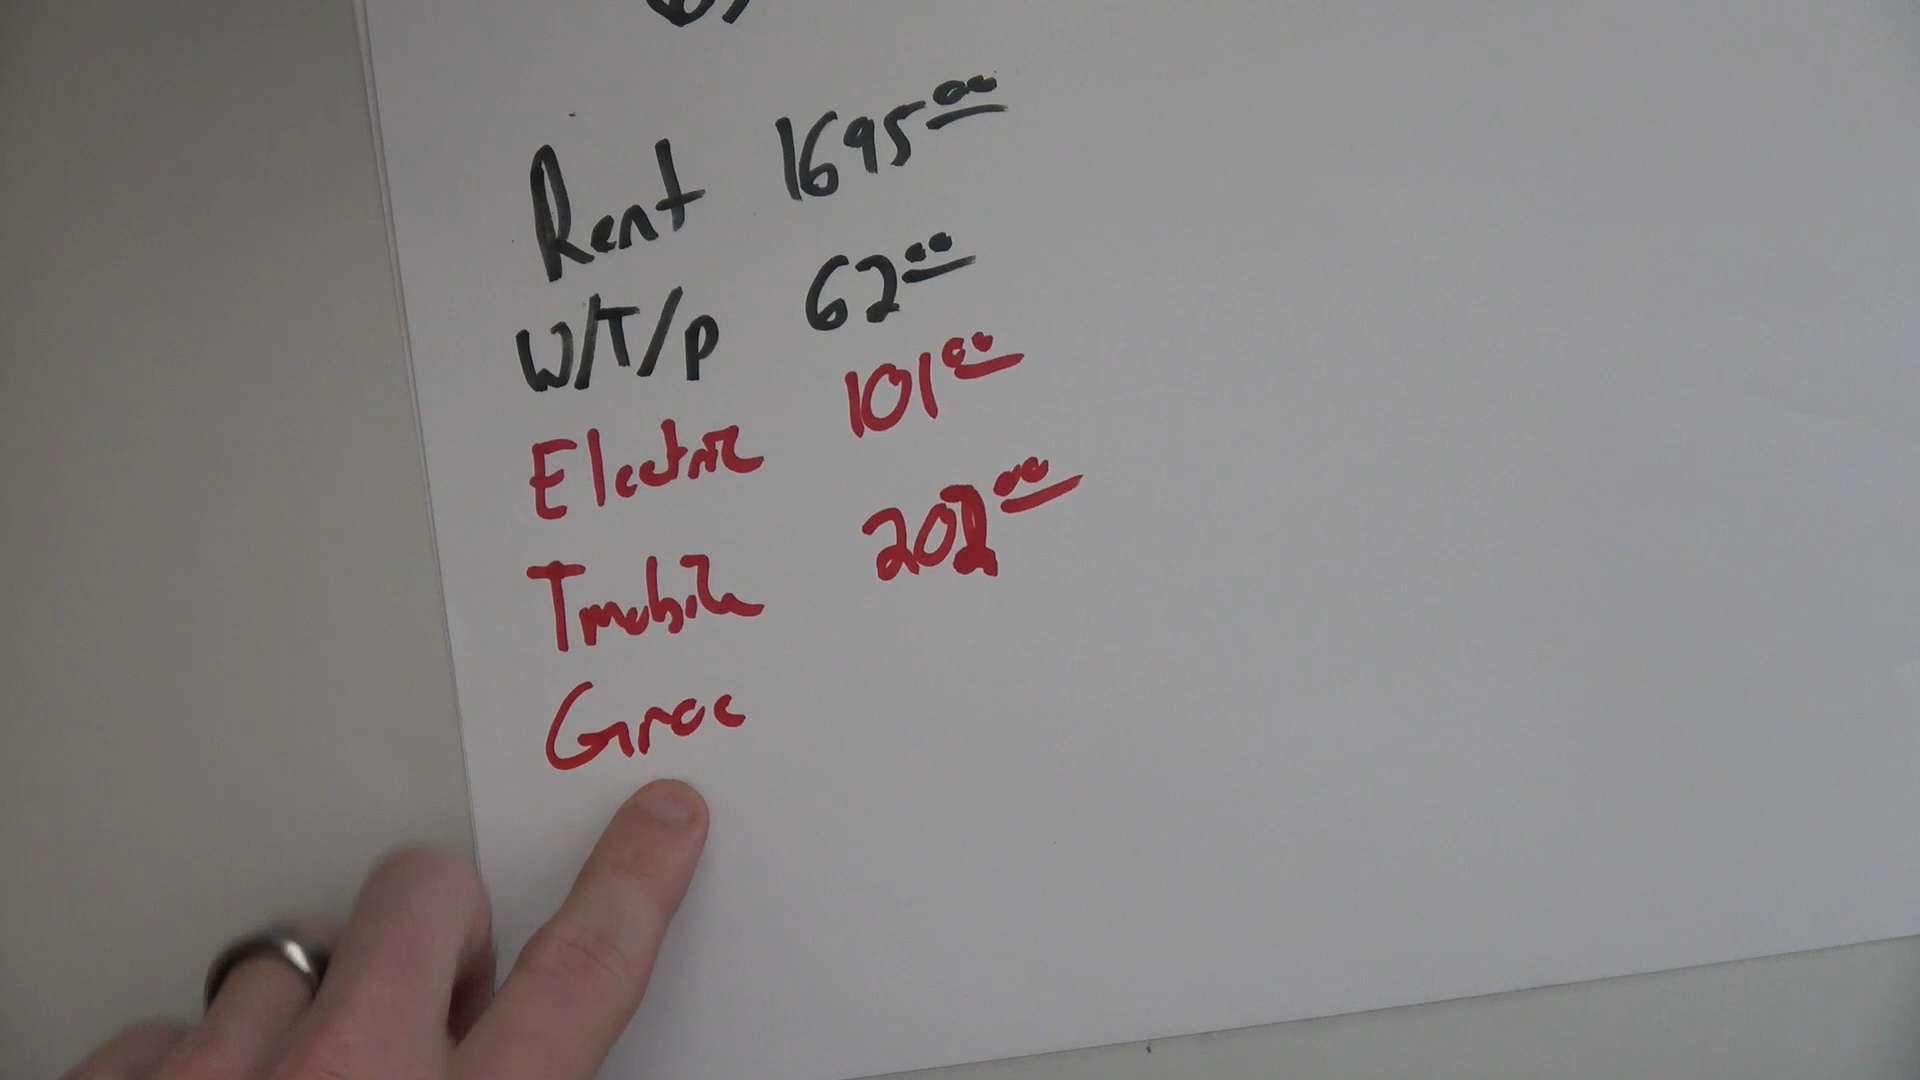 Rent 1695.00
W/T/P 62.00
Electric 101.00
Tmobile 202.00
Groc